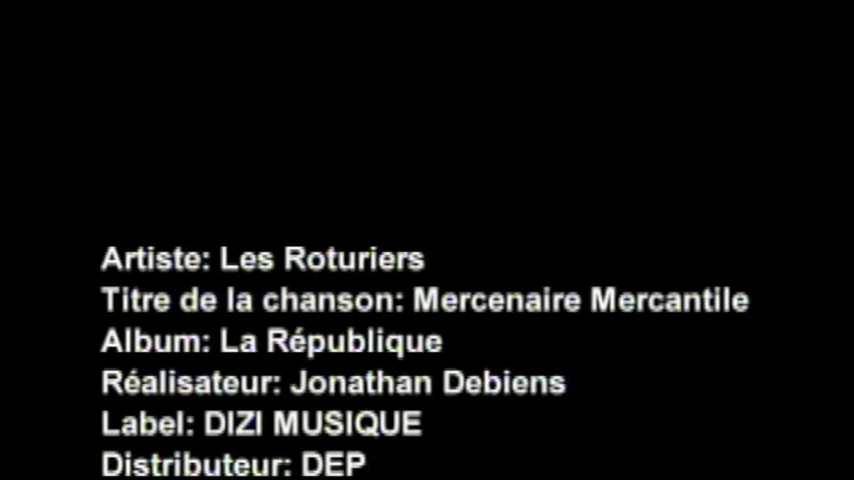 Artiste: Les Roturiers
Titre de la chanson: Mercenaire Mercantile
Album: La République
Réalisateur: Jonathan Debiens
Label: DIZI MUSIQUE
Distributeur: DEP